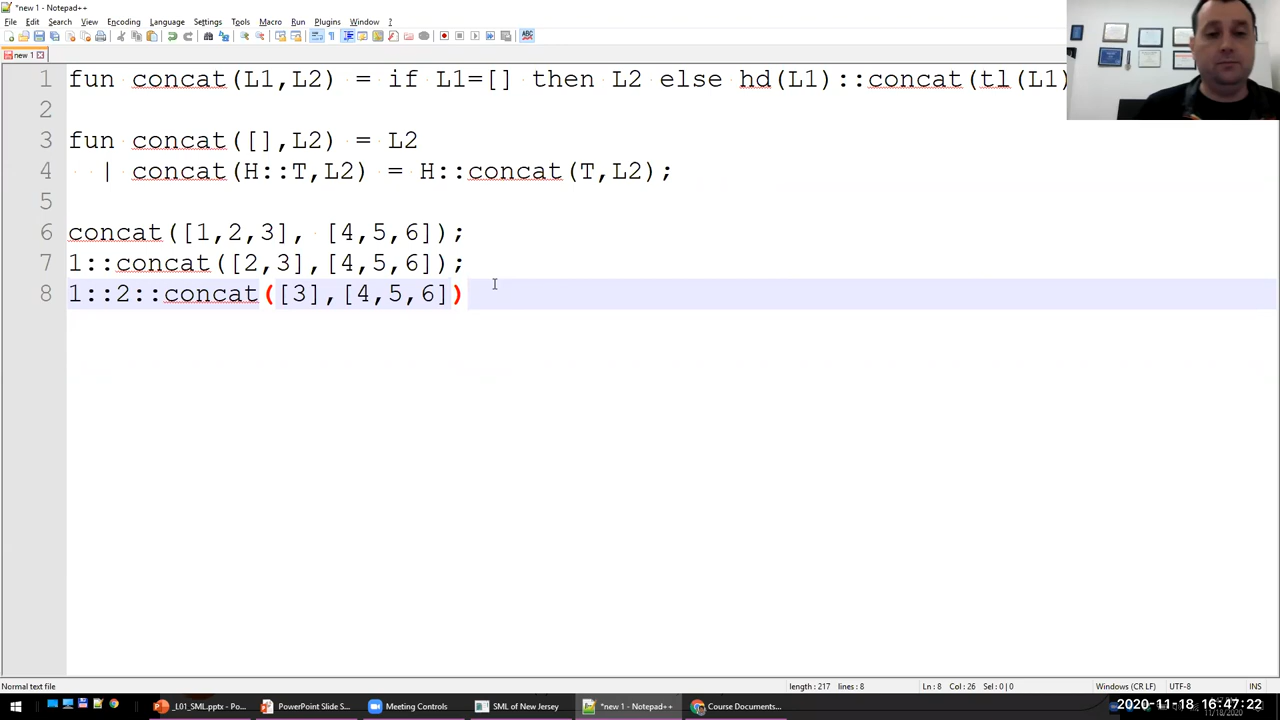 *new 1 - Notepad++
File Edit Search View Encoding Language Settings Tools Macro Run Plugins Window ?
new 1
1 fun concat(L1,L2) = if L1=[] then L2 else hd(L1)::concat(tl(L1)
2
3 fun concat([],L2) = L2
4 | concat(H::T,L2) = H::concat(T,L2);
5
6 concat([1,2,3], [4,5,6]);
7 1::concat([2,3],[4,5,6]);
8 1::2::concat([3],[4,5,6])
Normal text file length : 217 lines : 8 Ln : 8 Col : 26 Sel : 0 | 0 Windows (CR LF) UTF-8 INS
_L01_SML.pptx - Po... PowerPoint Slide S... Meeting Controls SML of New Jersey *new 1 - Notepad++ Course Documents...
2020-11-18 16:47:22
11/18/2020